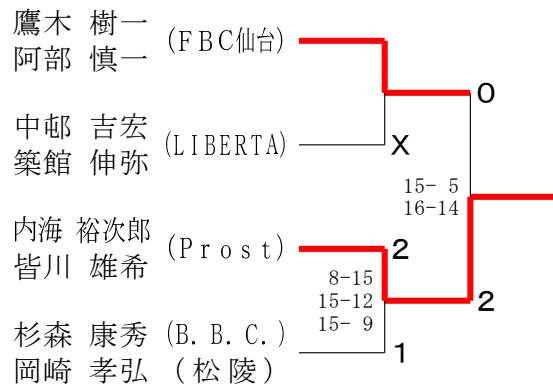 鷹木 樹一 (FBC仙台)
阿部 慎一
0
中邨 吉宏 (LIBERTA)
築館 伸弥
X
15- 5
16-14
内海 裕次郎 (Prost)
皆川 雄希
2
8-15
15-12
15- 9
2
杉森 康秀 (B.B.C.)
岡崎 孝弘 (松陵)
1